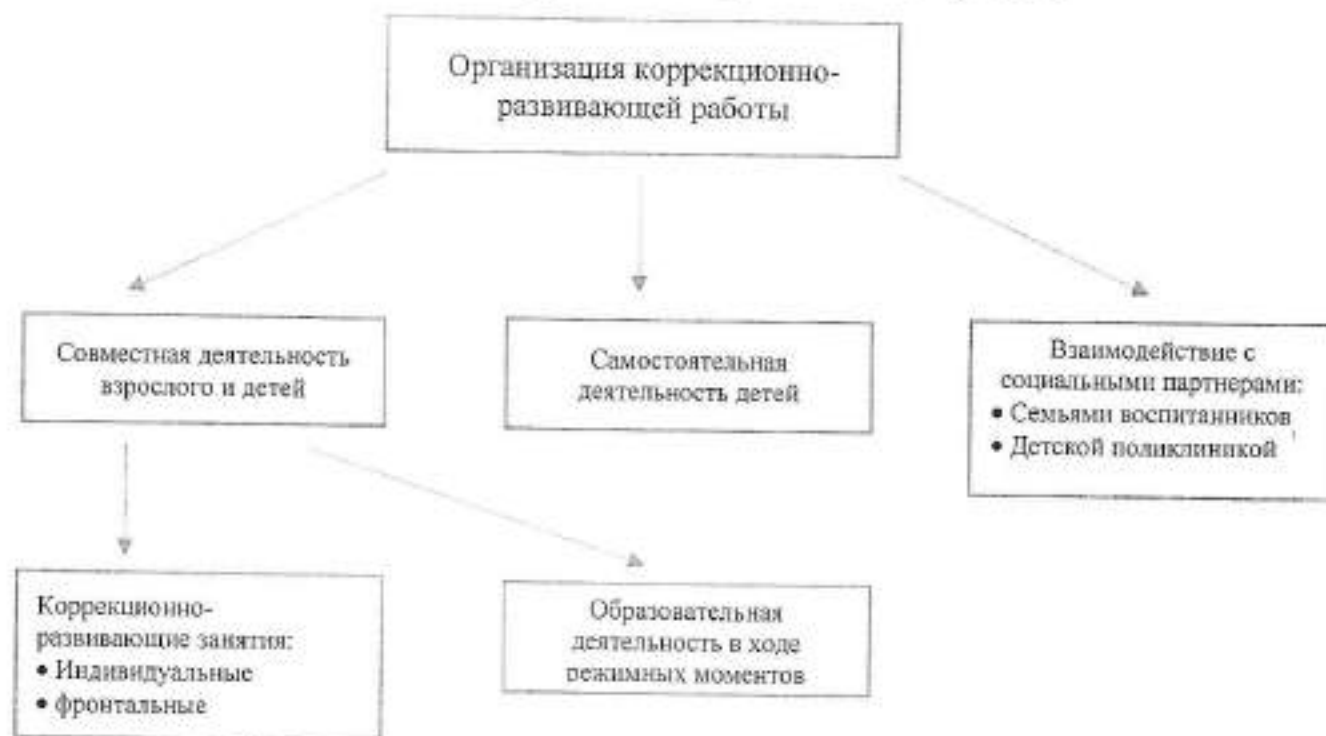 Организация коррекционно-
развивающей работы
Совместная деятельность
взрослого и детей
Самостоятельная
деятельность детей
Взаимодействие с
социальными партнерами:
• Семьями воспитанников
• Детской поликлиникой
Коррекционно-
развивающие занятия:
• Индивидуальные
• фронтальные
Образовательная
деятельность в ходе
режимных моментов